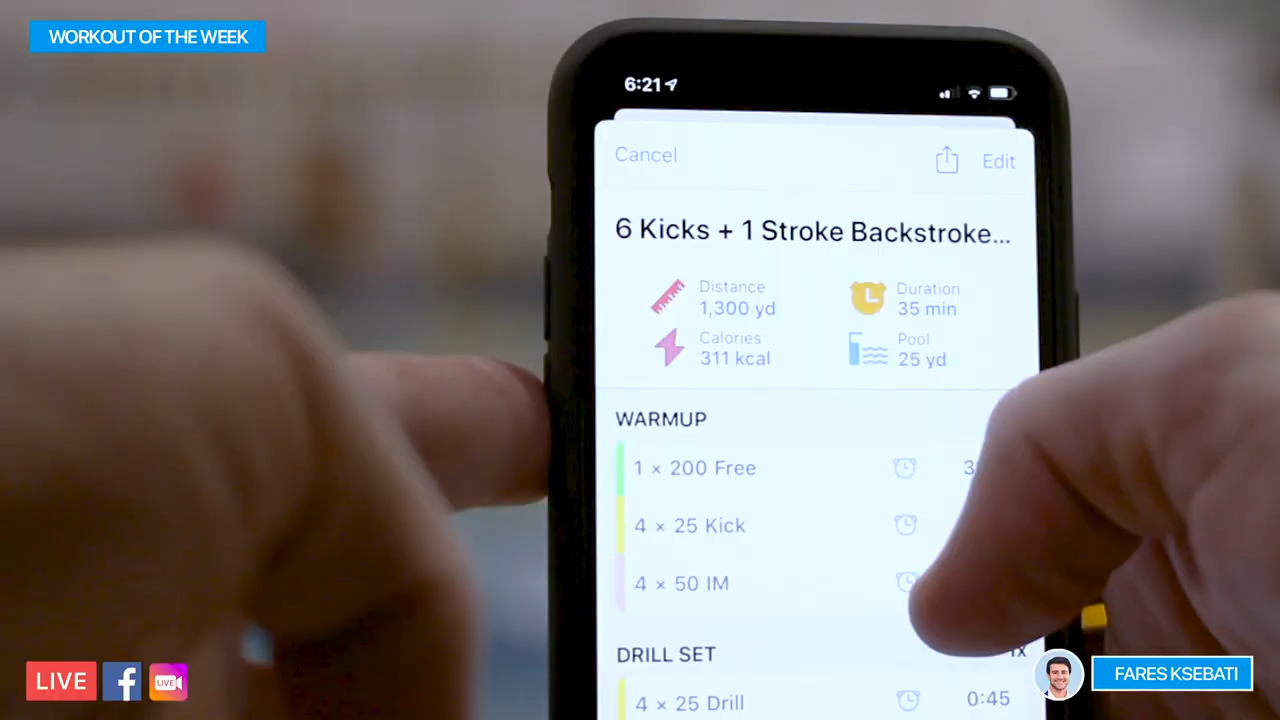 WORKOUT OF THE WEEK
6:21
Cancel
Edit
6 Kicks + 1 Stroke Backstroke...
Distance
1,300 yd
Duration
35 min
Calories
311 kcal
Pool
25 yd
WARMUP
1 × 200 Free
4 × 25 Kick
4 × 50 IM
DRILL SET
1x
4 × 25 Drill
0:45
LIVE
LIVE
FARES KSEBATI